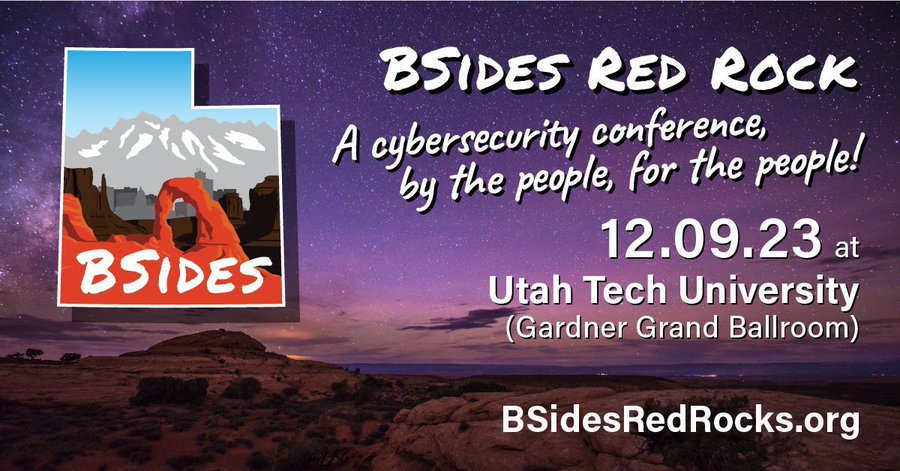 BSIDES
BSIDES RED ROCK
A cybersecurity conference,
by the people, for the people!
12.09.23 at
Utah Tech University
(Gardner Grand Ballroom)
BSidesRedRocks.org